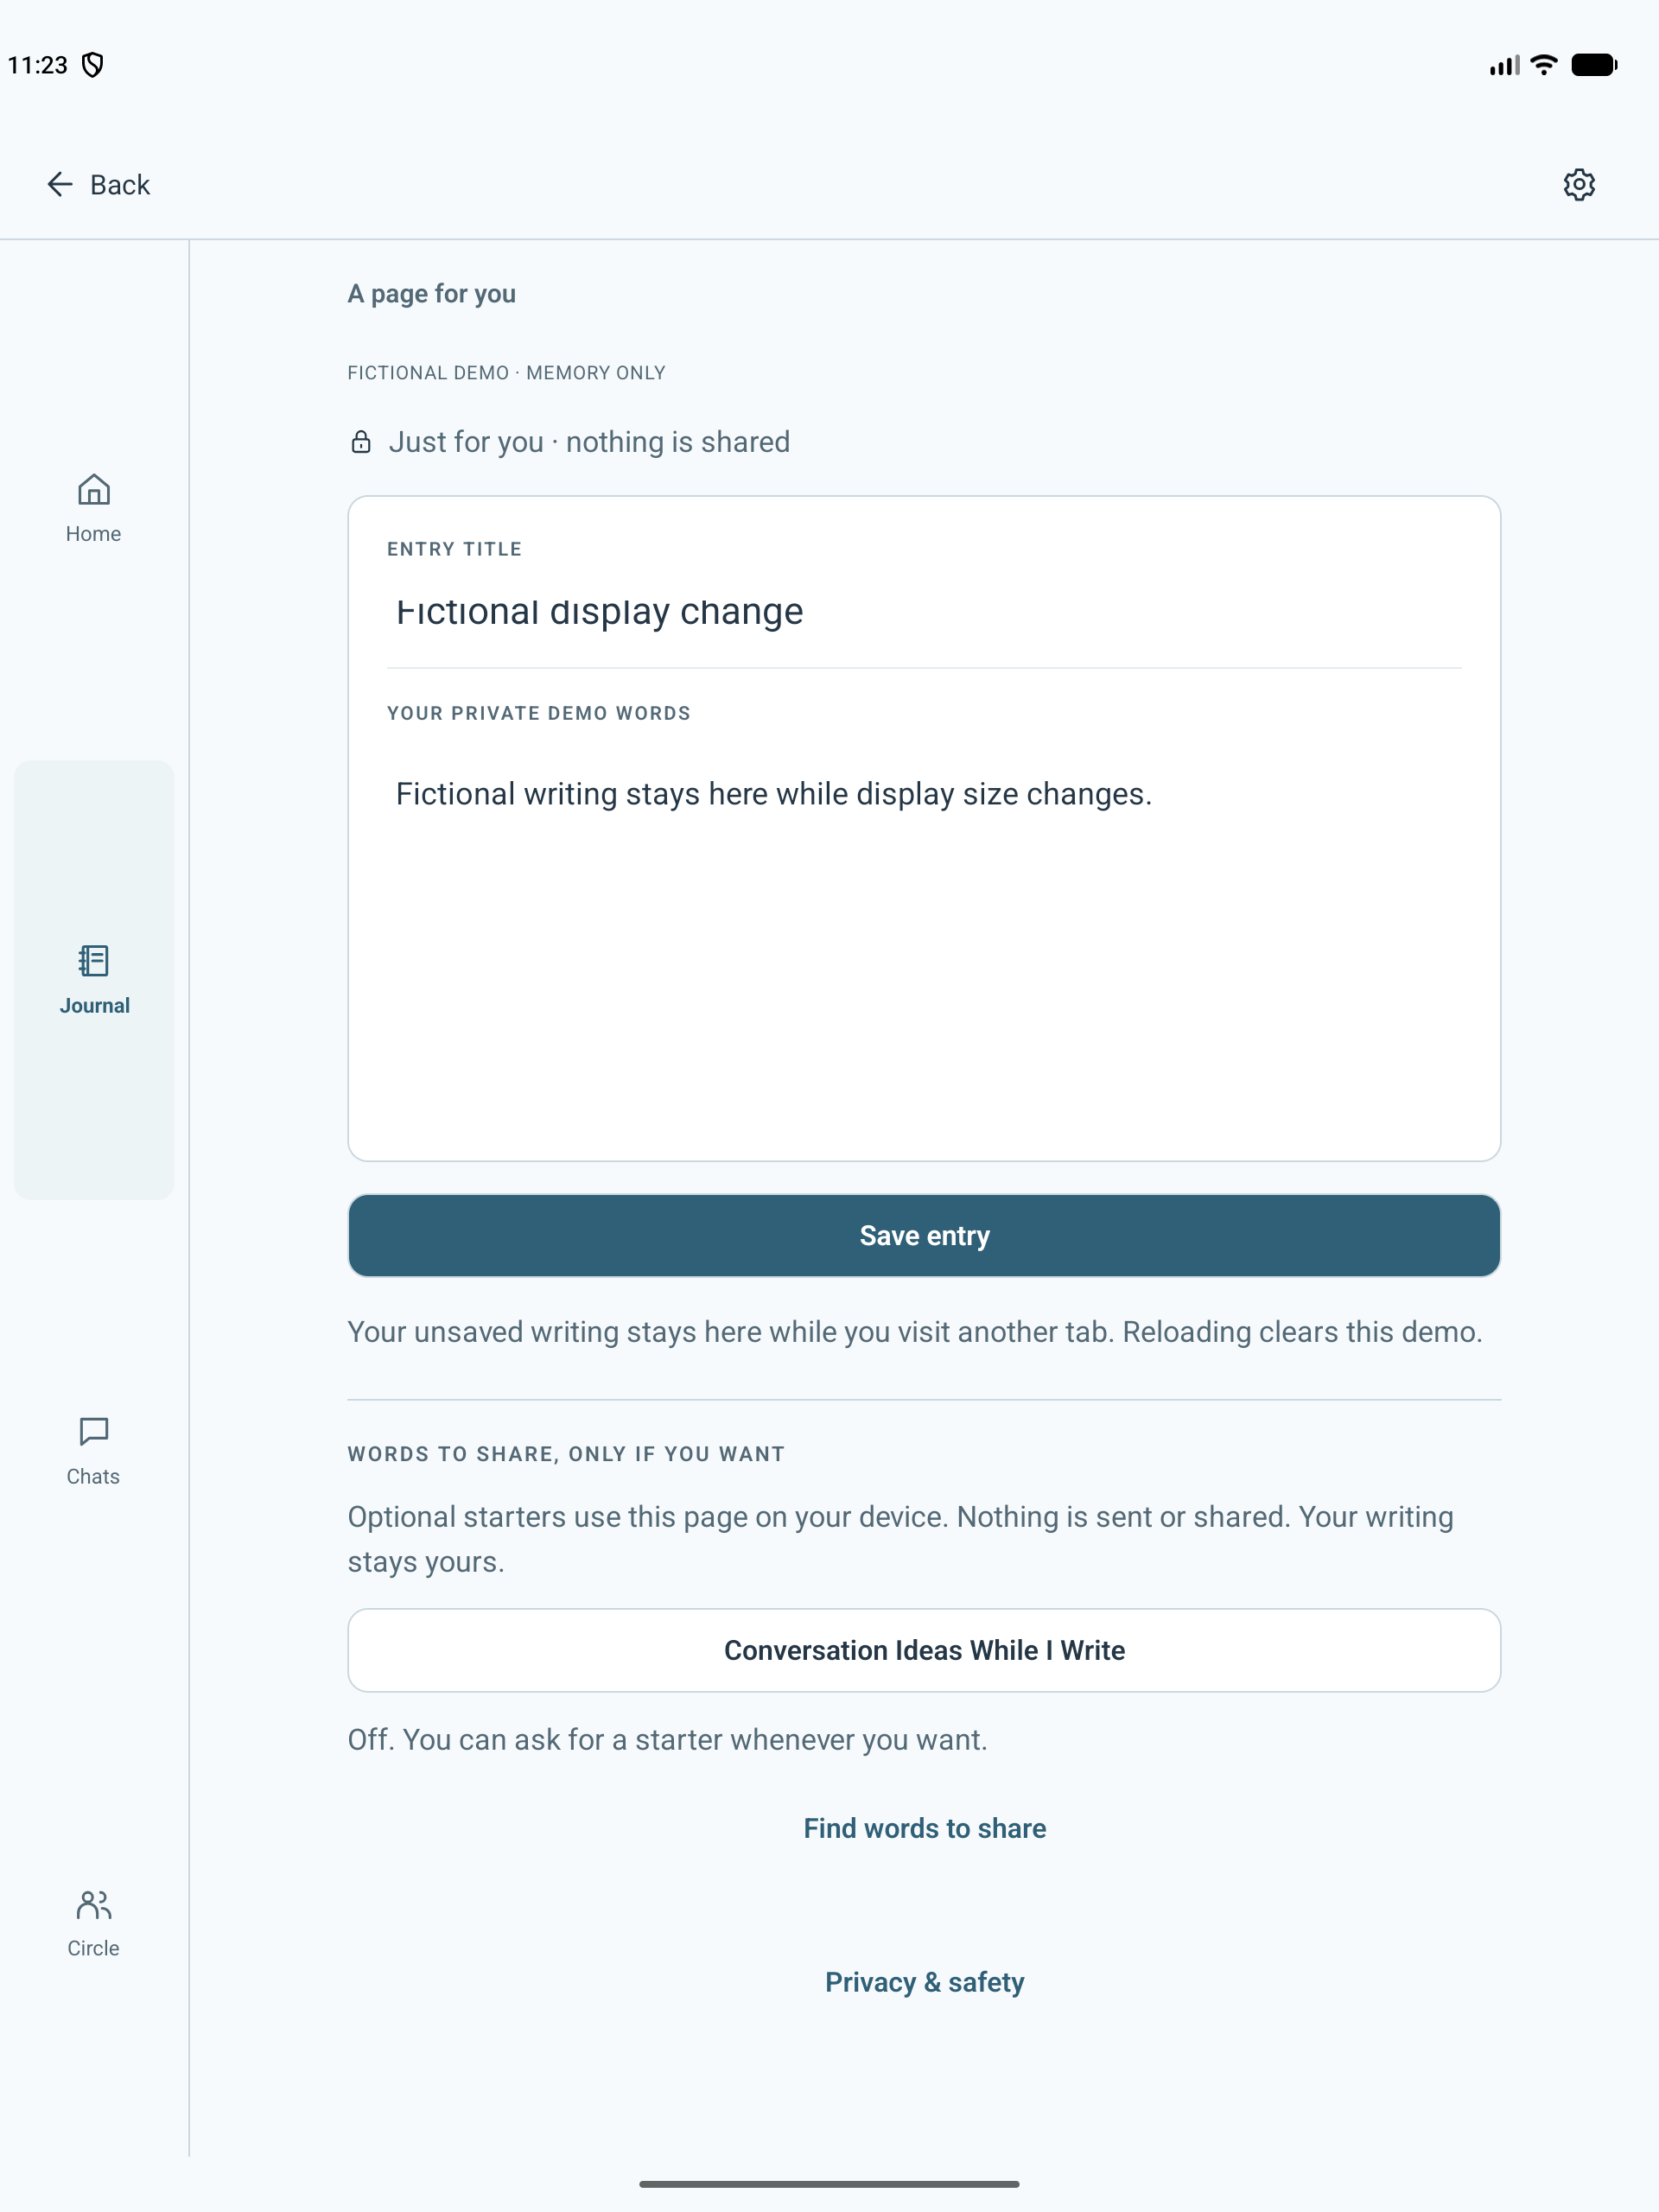 11:23
Back
A page for you
FICTIONAL DEMO · MEMORY ONLY
Just for you · nothing is shared
ENTRY TITLE
Fictional display change
YOUR PRIVATE DEMO WORDS
Fictional writing stays here while display size changes.
Save entry
Your unsaved writing stays here while you visit another tab. Reloading clears this demo.
WORDS TO SHARE, ONLY IF YOU WANT
Optional starters use this page on your device. Nothing is sent or shared. Your writing
stays yours.
Conversation Ideas While I Write
Off. You can ask for a starter whenever you want.
Find words to share
Privacy & safety
Home
Journal
Chats
Circle